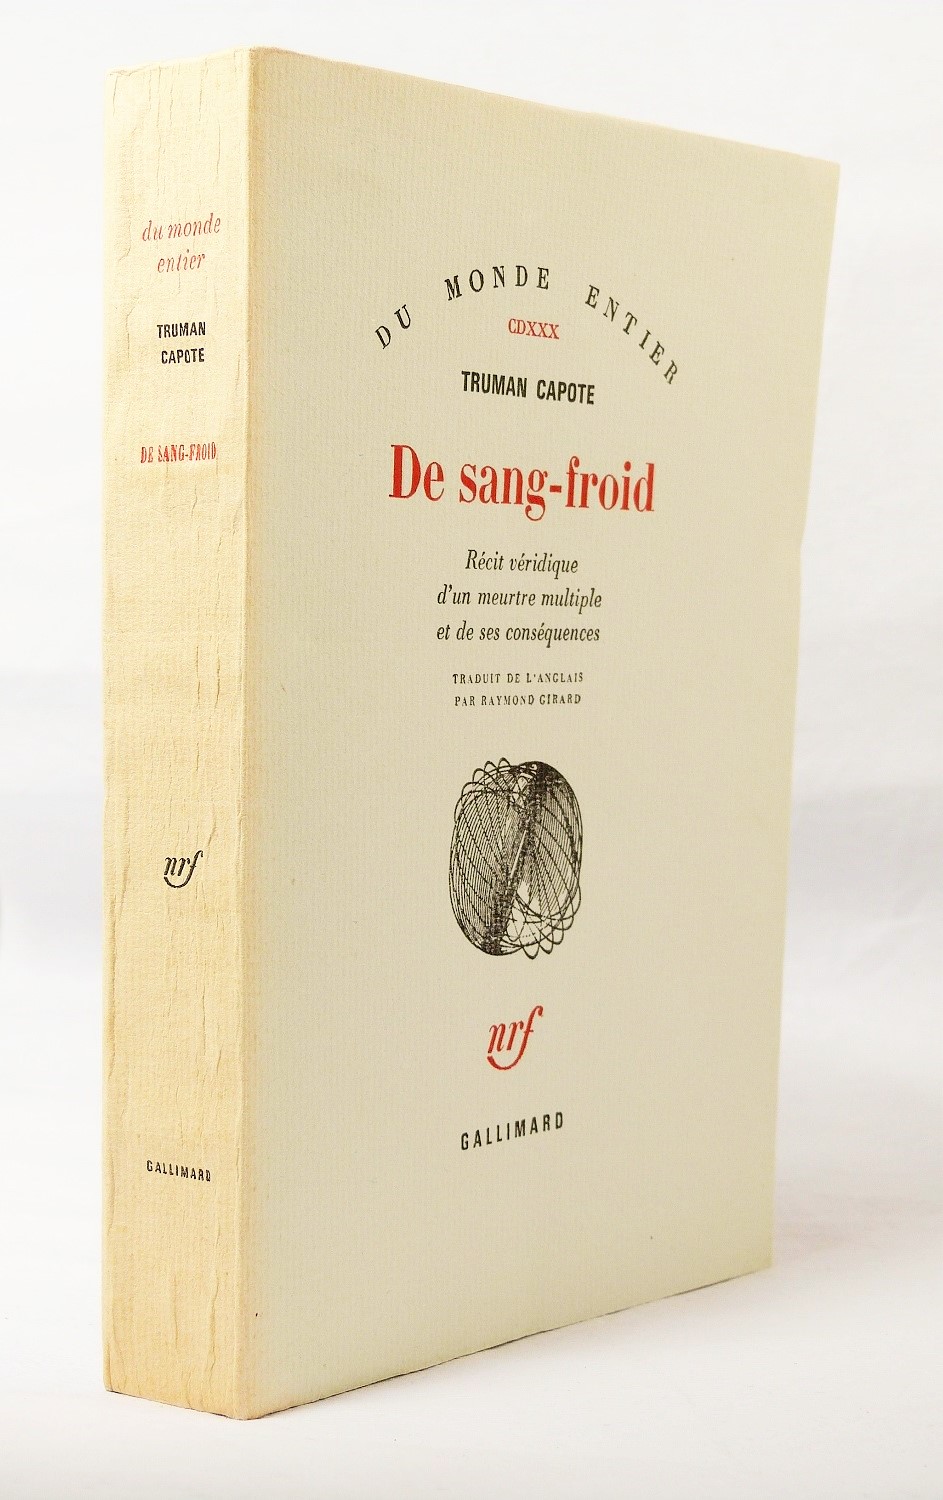 du monde
entier
TRUMAN
CAPOTE
DE SANG-FROID
nrf
GALLIMARD
DU MONDE ENTIER
CDXXX
TRUMAN CAPOTE
De sang-froid
Récit véridique
d'un meurtre multiple
et de ses conséquences
TRADUIT DE L'ANGLAIS
PAR RAYMOND GIRARD
nrf
GALLIMARD